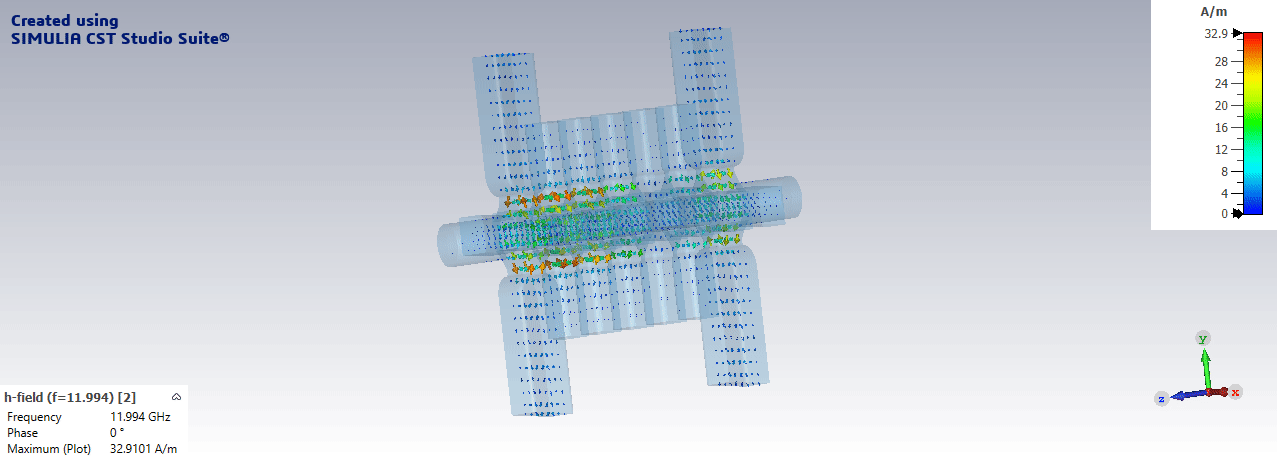 Created using
SIMULIA CST Studio Suite®
A/m
32.9
28
24
20
16
12
8
4
0
y
z
x
h-field (f=11.994) [2]
Frequency 11.994 GHz
Phase 0 °
Maximum (Plot) 32.9101 A/m